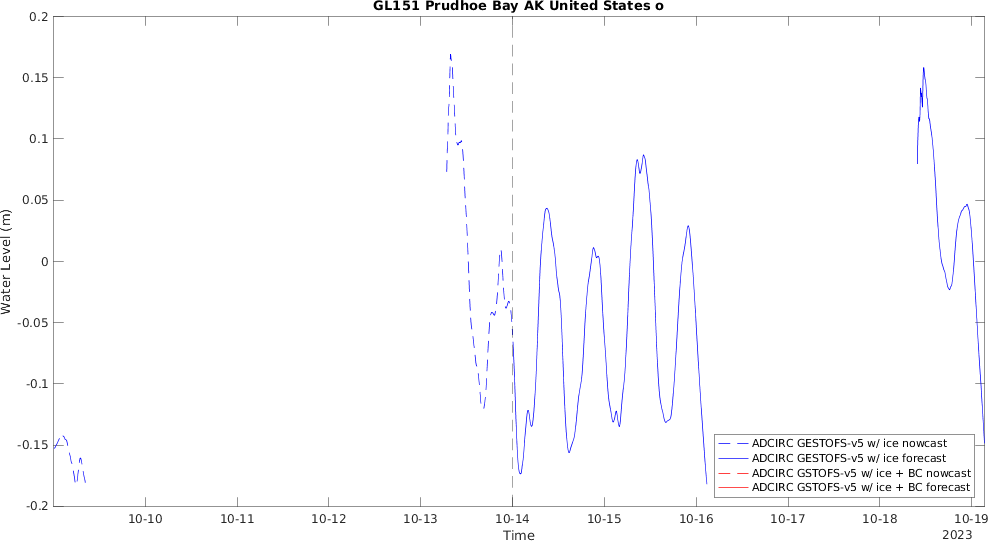 GL151 Prudhoe Bay AK United States o
0.2
0.15
0.1
0.05
0
-0.05
-0.1
-0.15
-0.2
Water Level (m)
ADCIRC GESTOFS-v5 w/ ice nowcast
ADCIRC GESTOFS-v5 w/ ice forecast
ADCIRC GSTOFS-v5 w/ ice + BC nowcast
ADCIRC GSTOFS-v5 w/ ice + BC forecast
10-10 10-11 10-12 10-13 10-14 10-15 10-16 10-17 10-18 10-19
Time
2023